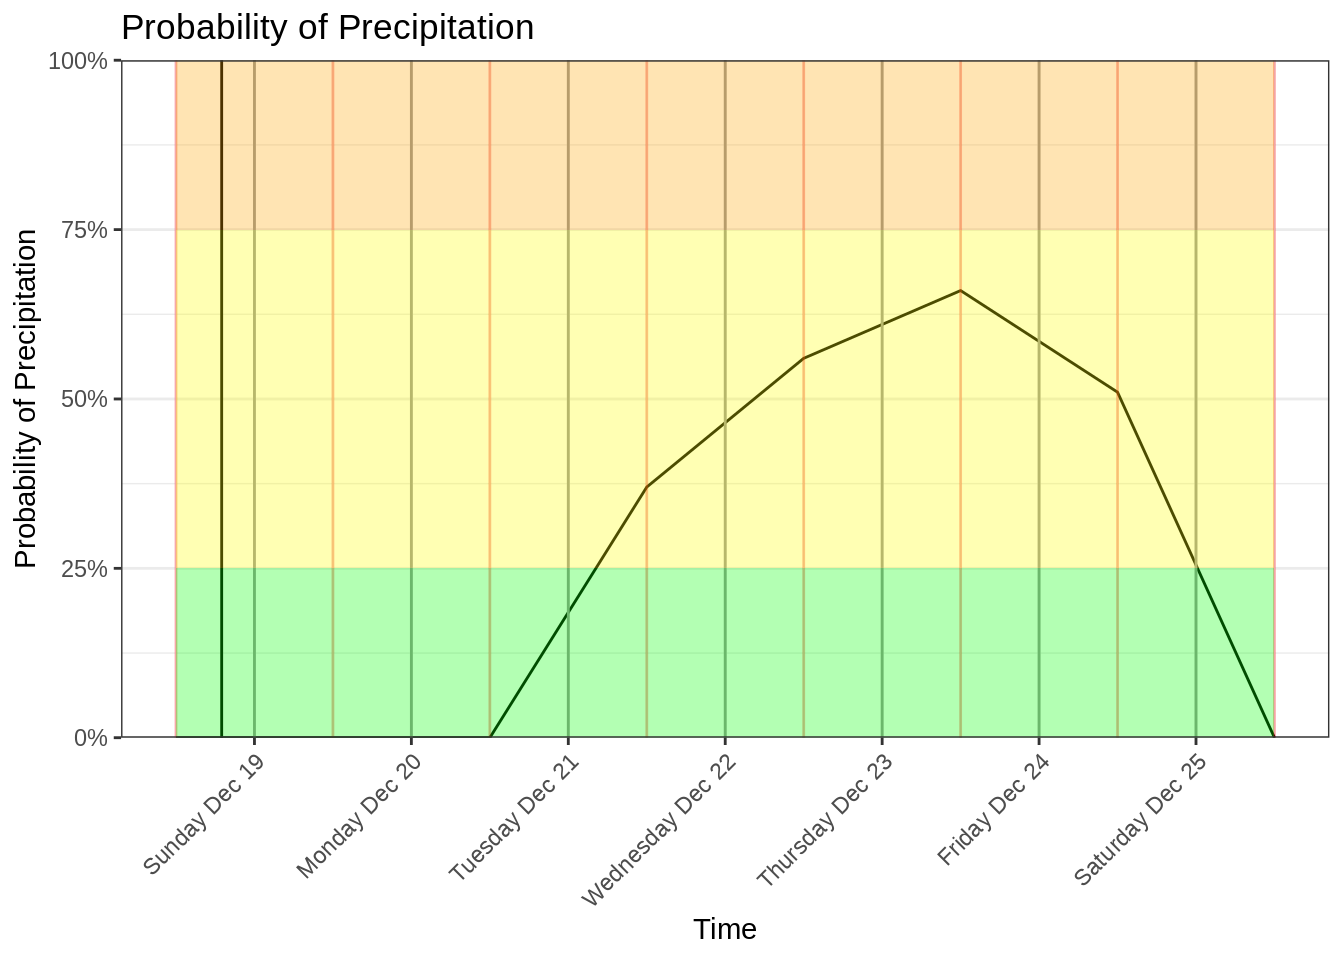 Probability of Precipitation
Probability of Precipitation
100%
75%
50%
25%
0%
Sunday Dec 19
Monday Dec 20
Tuesday Dec 21
Wednesday Dec 22
Thursday Dec 23
Friday Dec 24
Saturday Dec 25
Time